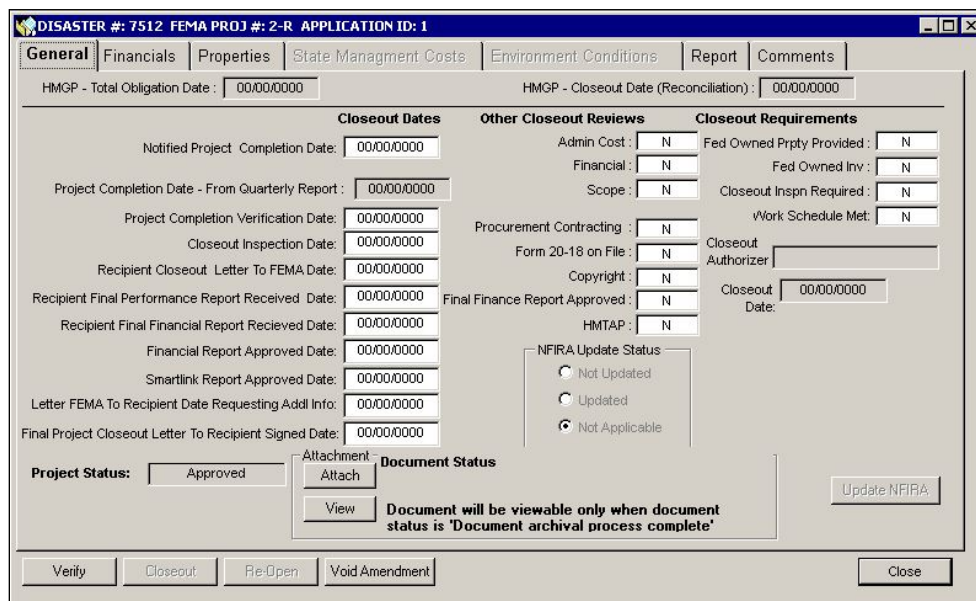 DISASTER #: 7512 FEMA PROJ #: 2-R APPLICATION ID: 1
General Financials Properties State Managment Costs Environment Conditions Report Comments
HMGP - Total Obligation Date : 00/00/0000 HMGP - Closeout Date (Reconciliation) : 00/00/0000
Closeout Dates
Notified Project Completion Date: 00/00/0000
Project Completion Date - From Quarterly Report : 00/00/0000
Project Completion Verification Date: 00/00/0000
Closeout Inspection Date: 00/00/0000
Recipient Closeout Letter To FEMA Date: 00/00/0000
Recipient Final Performance Report Received Date: 00/00/0000
Recipient Final Financial Report Recieved Date: 00/00/0000
Financial Report Approved Date: 00/00/0000
Smartlink Report Approved Date: 00/00/0000
Letter FEMA To Recipient Date Requesting Addl Info: 00/00/0000
Final Project Closeout Letter To Recipient Signed Date: 00/00/0000
Other Closeout Reviews
Admin Cost : N
Financial : N
Scope : N
Procurement Contracting : N
Form 20-18 on File : N
Copyright : N
Final Finance Report Approved : N
HMTAP : N
NFIRA Update Status
Not Updated
Updated
Not Applicable
Closeout Requirements
Fed Owned Prpty Provided : N
Fed Owned Inv : N
Closeout Inspn Required : N
Work Schedule Met: N
Closeout
Authorizer
Closeout 00/00/0000
Date:
Project Status: Approved
Attachment
Attach
Document Status
View
Document will be viewable only when document
status is 'Document archival process complete'
Update NFIRA
Verify Closeout Re-Open Void Amendment Close